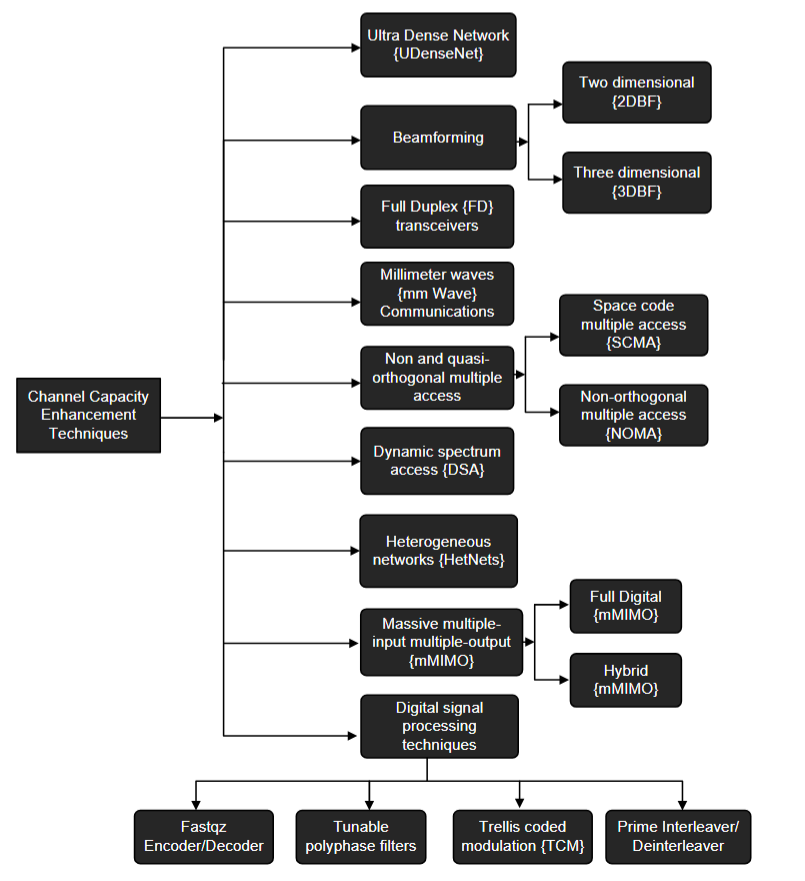 Ultra Dense Network
{UDenseNet}
Two dimensional
{2DBF}
Beamforming
Three dimensional
{3DBF}
Full Duplex {FD}
transceivers
Millimeter waves
{mm Wave}
Communications
Space code
multiple access
{SCMA}
Non and quasi-
orthogonal multiple
access
Non-orthogonal
multiple access
{NOMA}
Channel Capacity
Enhancement
Techniques
Dynamic spectrum
access {DSA}
Heterogeneous
networks {HetNets}
Full Digital
{mMIMO}
Massive multiple-
input multiple-output
{mMIMO}
Hybrid
{mMIMO}
Digital signal
processing
techniques
Fastqz
Encoder/Decoder
Tunable
polyphase filters
Trellis coded
modulation {TCM}
Prime Interleaver/
Deinterleaver